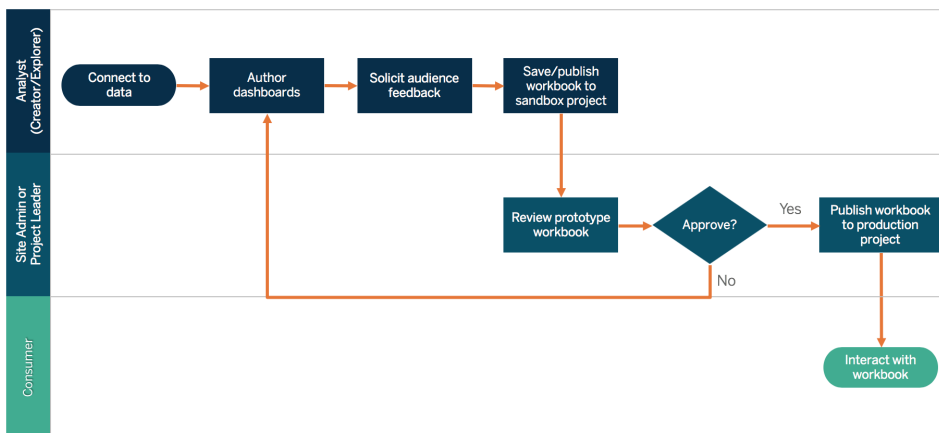 Analyst
(Creator/Explorer)
Connect to
data
Author
dashboards
Solicit audience
feedback
Save/publish
workbook to
sandbox project
Site Admin or
Project Leader
Review prototype
workbook
Approve?
Yes
No
Publish workbook
to production
project
Consumer
Interact with
workbook